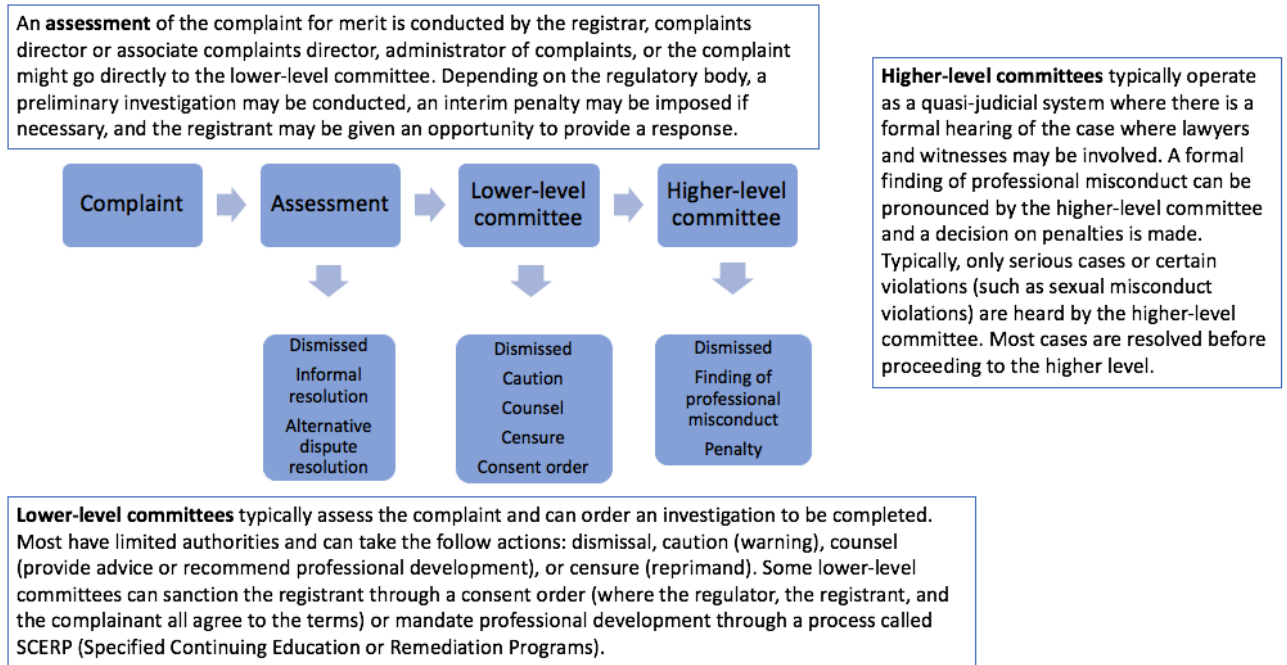 An assessment of the complaint for merit is conducted by the registrar, complaints
director or associate complaints director, administrator of complaints, or the complaint
might go directly to the lower-level committee. Depending on the regulatory body, a
preliminary investigation may be conducted, an interim penalty may be imposed if
necessary, and the registrant may be given an opportunity to provide a response.
Higher-level committees typically operate
as a quasi-judicial system where there is a
formal hearing of the case where lawyers
and witnesses may be involved. A formal
finding of professional misconduct can be
pronounced by the higher-level committee
and a decision on penalties is made.
Typically, only serious cases or certain
violations (such as sexual misconduct
violations) are heard by the higher-level
committee. Most cases are resolved before
proceeding to the higher level.
Complaint
Assessment
Lower-level
committee
Higher-level
committee
Dismissed
Informal
resolution
Alternative
dispute
resolution
Dismissed
Caution
Counsel
Censure
Consent order
Dismissed
Finding of
professional
misconduct
Penalty
Lower-level committees typically assess the complaint and can order an investigation to be completed.
Most have limited authorities and can take the follow actions: dismissal, caution (warning), counsel
(provide advice or recommend professional development), or censure (reprimand). Some lower-level
committees can sanction the registrant through a consent order (where the regulator, the registrant, and
the complainant all agree to the terms) or mandate professional development through a process called
SCERP (Specified Continuing Education or Remediation Programs).